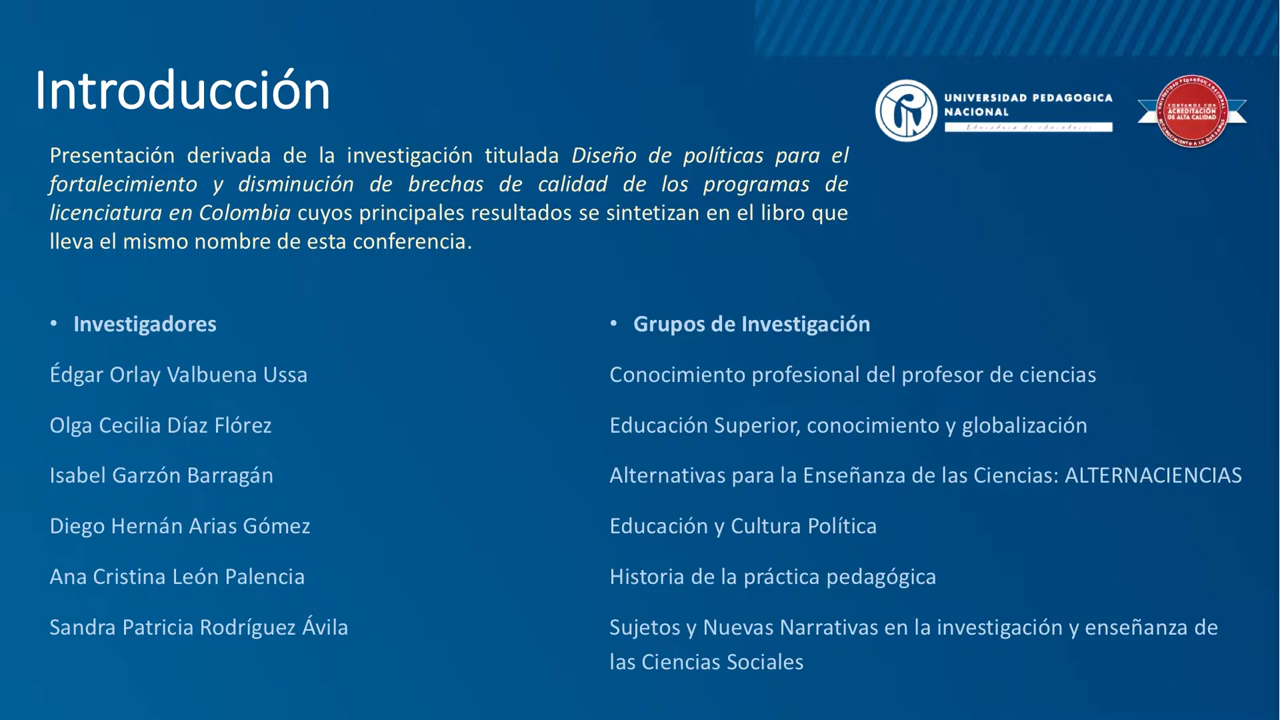 Introducción
UNIVERSIDAD PEDAGOGICA
NACIONAL
Educadora de educadores
CONTAMOS CON
ACREDITACIÓN
DE ALTA CALIDAD
Presentación derivada de la investigación titulada Diseño de políticas para el
fortalecimiento y disminución de brechas de calidad de los programas de
licenciatura en Colombia cuyos principales resultados se sintetizan en el libro que
lleva el mismo nombre de esta conferencia.
• Investigadores
Édgar Orlay Valbuena Ussa
Olga Cecilia Díaz Flórez
Isabel Garzón Barragán
Diego Hernán Arias Gómez
Ana Cristina León Palencia
Sandra Patricia Rodríguez Ávila
• Grupos de Investigación
Conocimiento profesional del profesor de ciencias
Educación Superior, conocimiento y globalización
Alternativas para la Enseñanza de las Ciencias: ALTERNACIENCIAS
Educación y Cultura Política
Historia de la práctica pedagógica
Sujetos y Nuevas Narrativas en la investigación y enseñanza de
las Ciencias Sociales